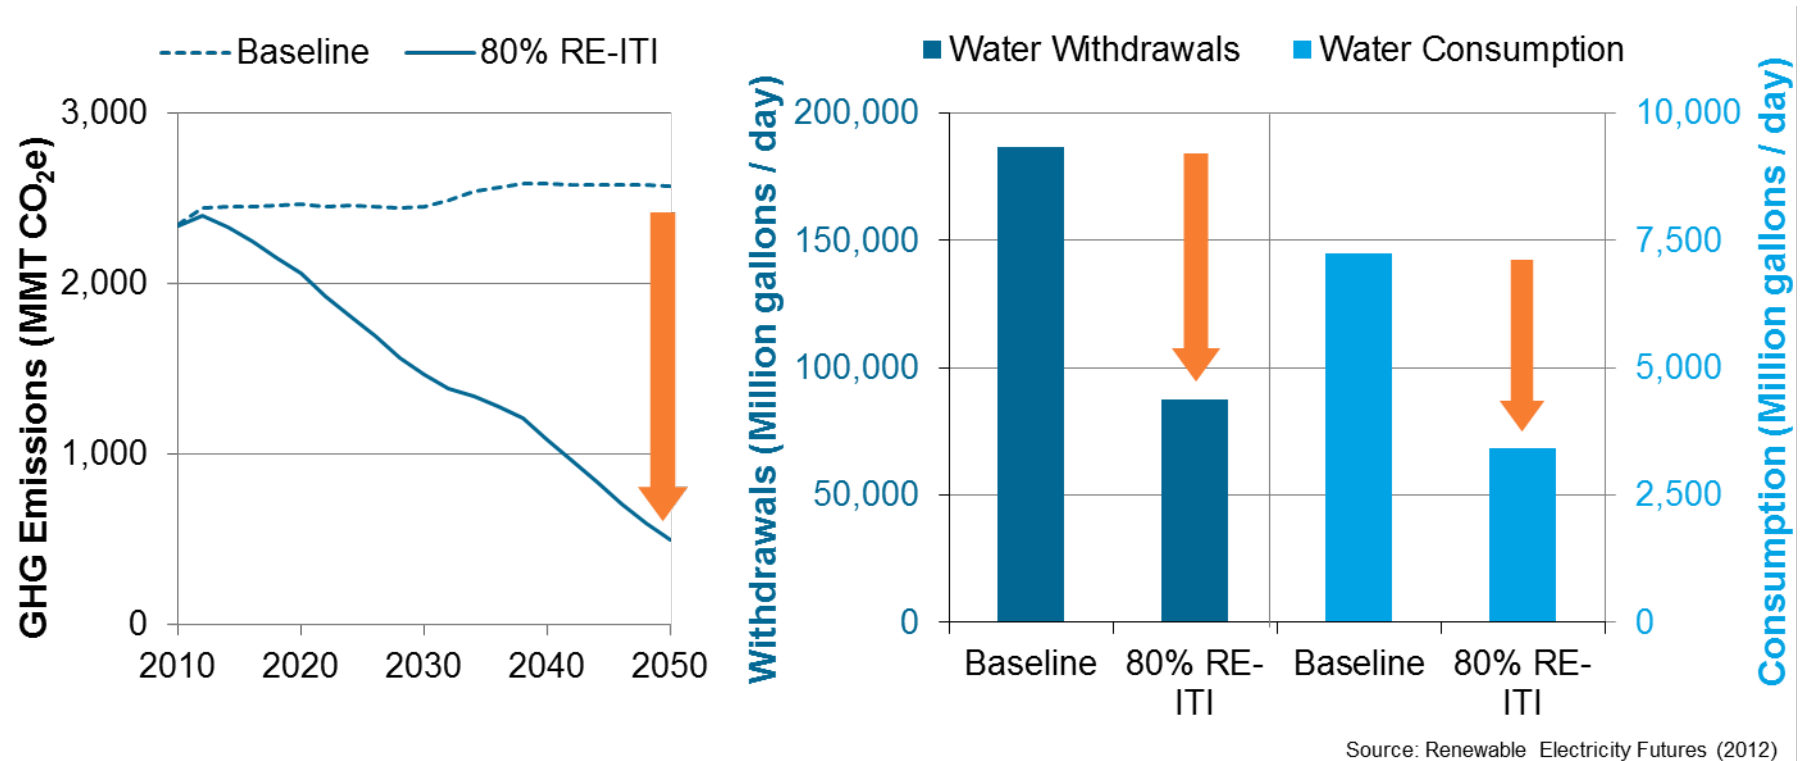 Baseline
80% RE-ITI
GHG Emissions (MMT CO₂e)
3,000
2,000
1,000
0
2010
2020
2030
2040
2050
Water Withdrawals
Water Consumption
Withdrawals (Million gallons / day)
200,000
150,000
100,000
50,000
0
Baseline
80% RE-
ITI
Baseline
80% RE-
ITI
10,000
7,500
5,000
2,500
0
Consumption (Million gallons / day)
Source: Renewable Electricity Futures (2012)